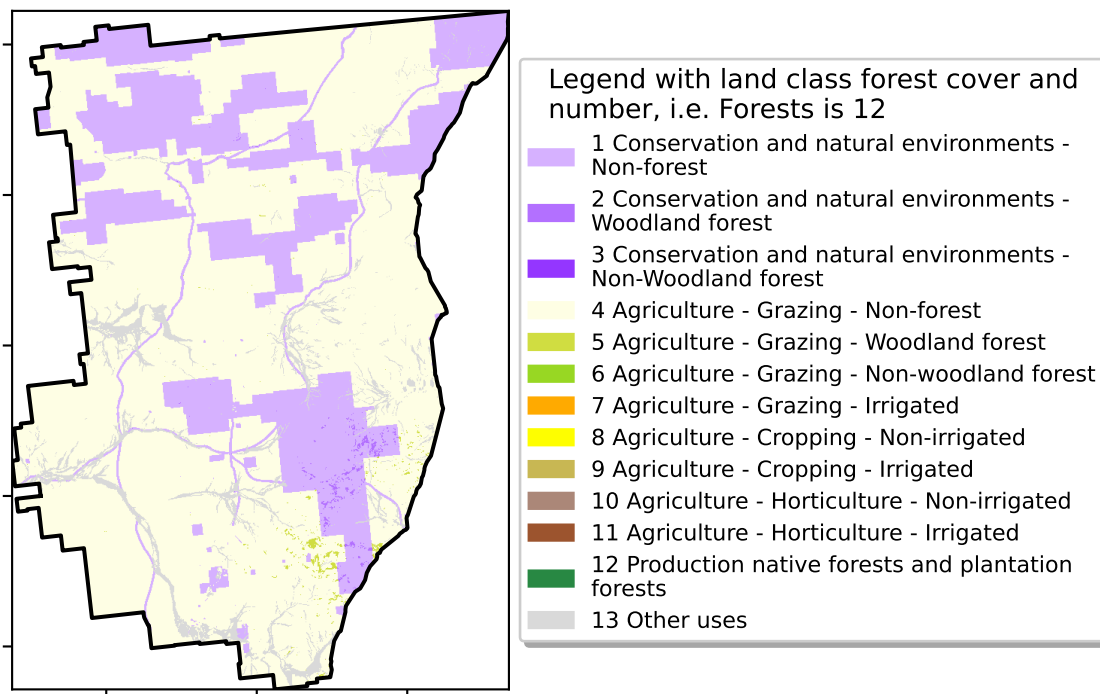 Legend with land class forest cover and
number, i.e. Forests is 12
1 Conservation and natural environments -
Non-forest
2 Conservation and natural environments -
Woodland forest
3 Conservation and natural environments -
Non-Woodland forest
4 Agriculture - Grazing - Non-forest
5 Agriculture - Grazing - Woodland forest
6 Agriculture - Grazing - Non-woodland forest
7 Agriculture - Grazing - Irrigated
8 Agriculture - Cropping - Non-irrigated
9 Agriculture - Cropping - Irrigated
10 Agriculture - Horticulture - Non-irrigated
11 Agriculture - Horticulture - Irrigated
12 Production native forests and plantation
forests
13 Other uses